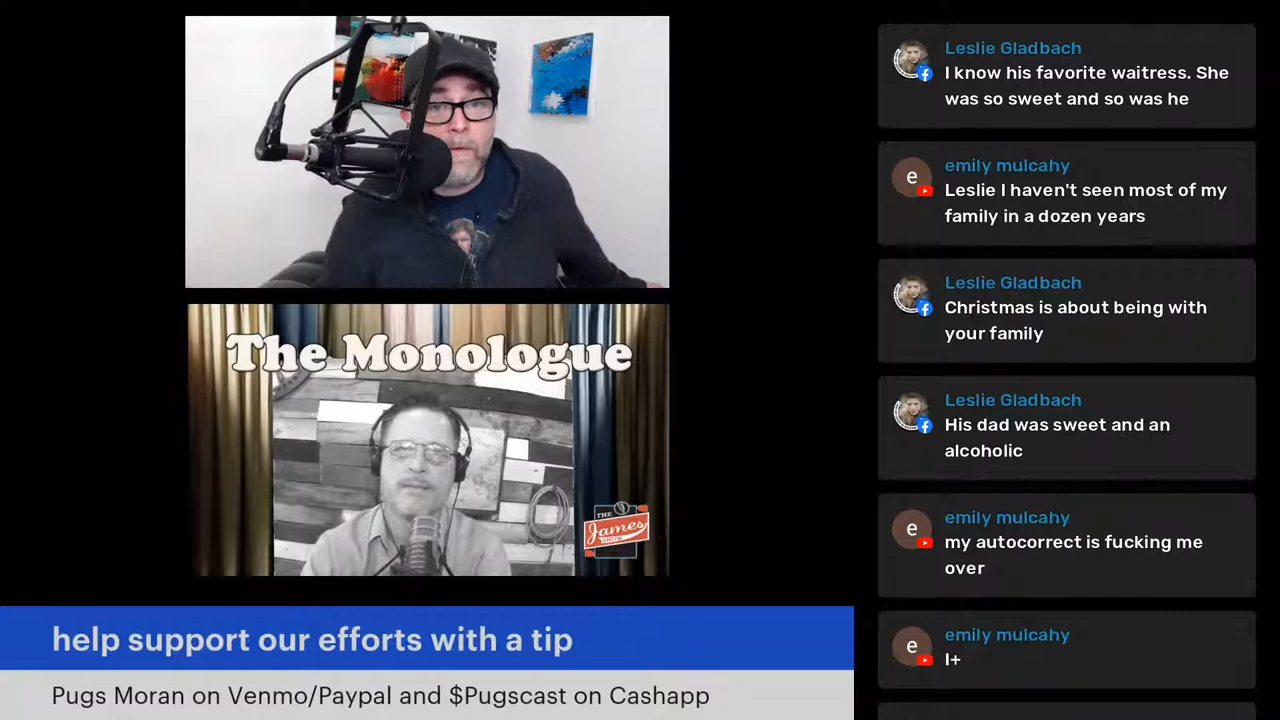 The Monologue
THE
James
SHOW
help support our efforts with a tip
Pugs Moran on Venmo/Paypal and $Pugscast on Cashapp
Leslie Gladbach
I know his favorite waitress. She
was so sweet and so was he
e
emily mulcahy
Leslie I haven't seen most of my
family in a dozen years
Leslie Gladbach
Christmas is about being with
your family
Leslie Gladbach
His dad was sweet and an
alcoholic
e
emily mulcahy
my autocorrect is fucking me
over
e
emily mulcahy
I+